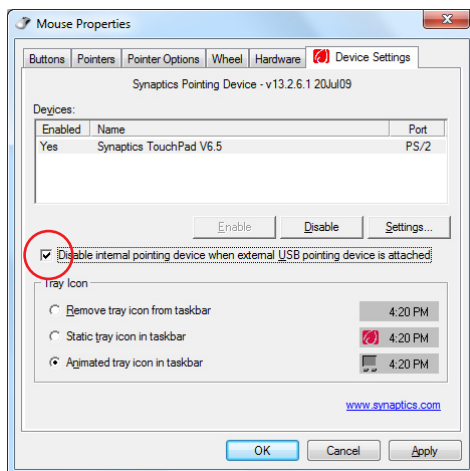 Mouse Properties
Buttons Pointers Pointer Options Wheel Hardware Device Settings
Synaptics Pointing Device - v13.2.6.1 20Jul09
Devices:
Enabled Name Port
Yes Synaptics TouchPad V6.5 PS/2
Enable Disable Settings...
Disable internal pointing device when external USB pointing device is attached
Tray Icon
Remove tray icon from taskbar 4:20 PM
Static tray icon in taskbar 4:20 PM
Animated tray icon in taskbar 4:20 PM
www.synaptics.com
OK Cancel Apply